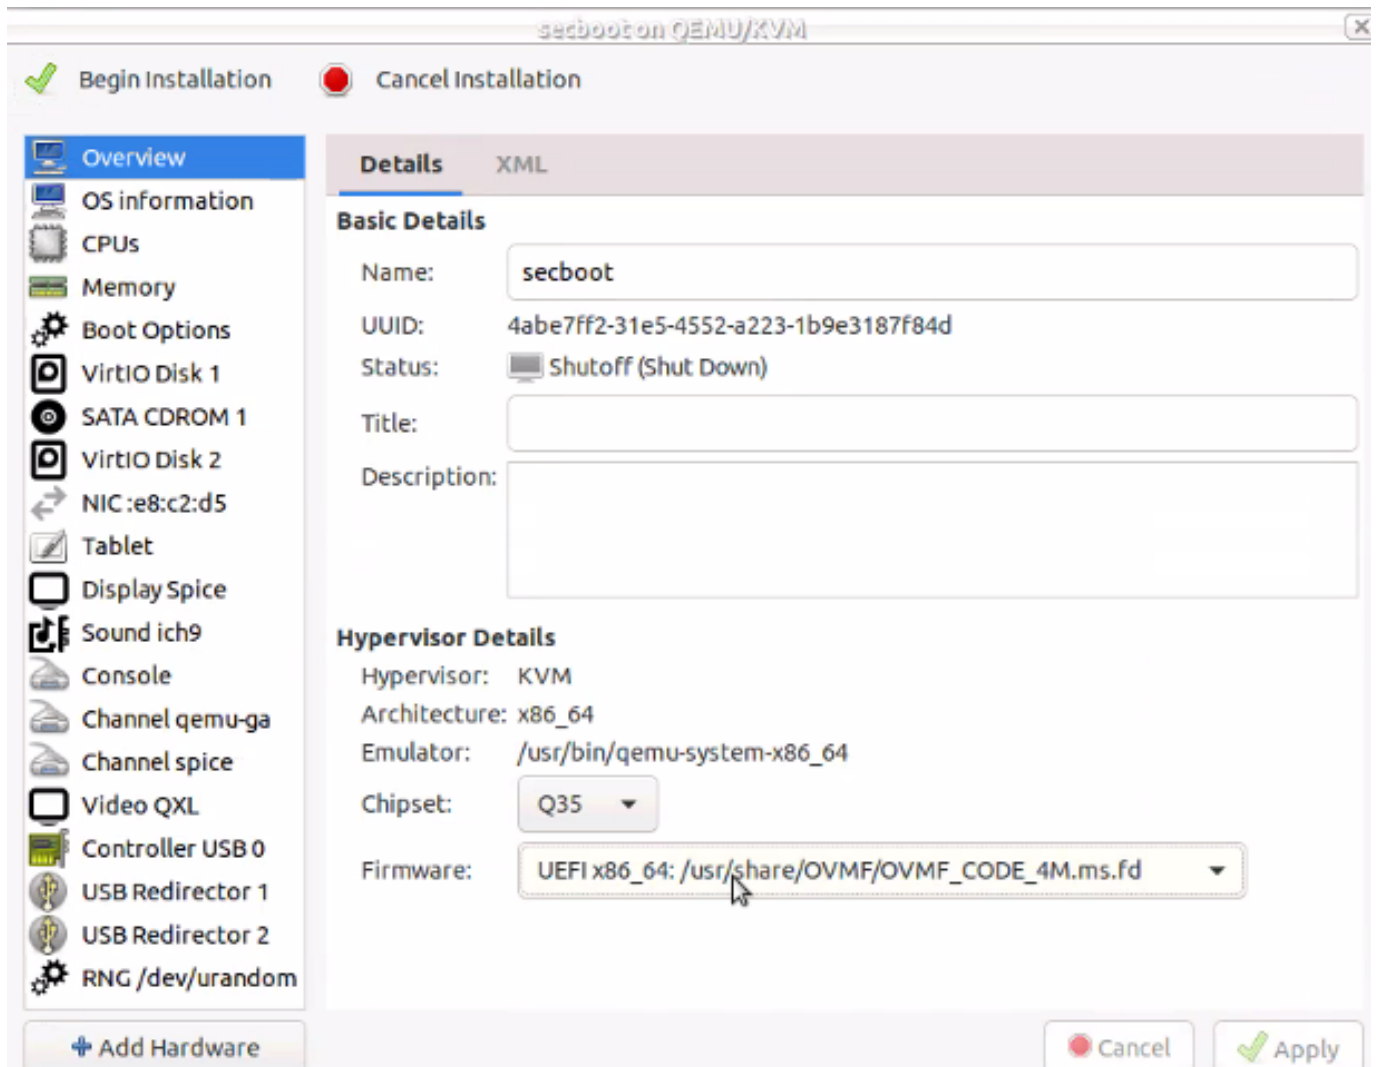 secboot on QEMU/KVM
Begin Installation
Cancel Installation
Overview
OS information
CPUs
Memory
Boot Options
VirtIO Disk 1
SATA CDROM 1
VirtIO Disk 2
NIC :e8:c2:d5
Tablet
Display Spice
Sound ich9
Console
Channel qemu-ga
Channel spice
Video QXL
Controller USB 0
USB Redirector 1
USB Redirector 2
RNG /dev/urandom
Add Hardware
Details
XML
Basic Details
Name: secboot
UUID: 4abe7ff2-31e5-4552-a223-1b9e3187f84d
Status: Shutoff (Shut Down)
Title:
Description:
Hypervisor Details
Hypervisor: KVM
Architecture: x86_64
Emulator: /usr/bin/qemu-system-x86_64
Chipset: Q35
Firmware: UEFI x86_64: /usr/share/OVMF/OVMF_CODE_4M.ms.fd
Cancel
Apply